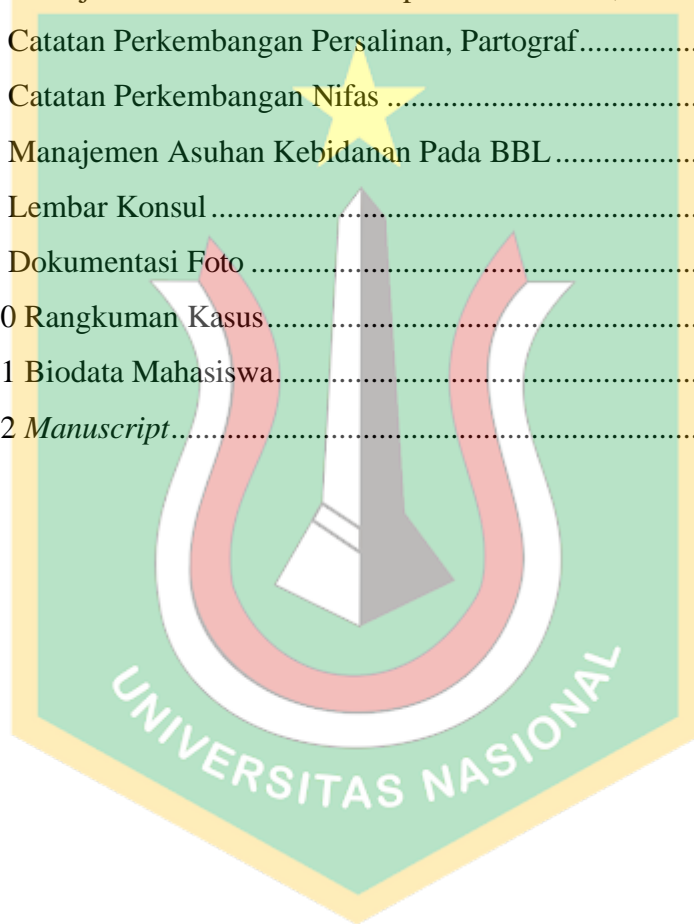 Catatan Perkembangan Persalinan, Partograf..................
Catatan Perkembangan Nifas ................................................
Manajemen Asuhan Kebidanan Pada BBL.....................
Lembar Konsul.....................................................................
Dokumentasi Foto ...............................................................
0 Rangkuman Kasus..............................................................
1 Biodata Mahasiswa.............................................................
2 Manuscript..........................................................................
UNIVERSITAS NASIONAL